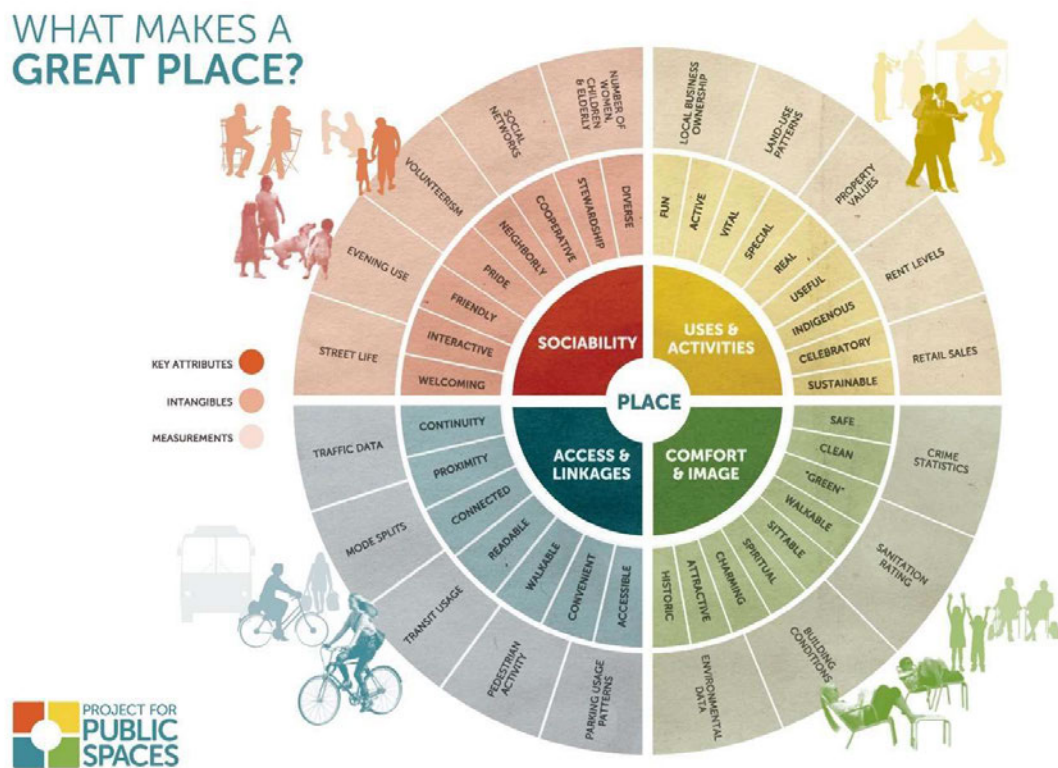 WHAT MAKES A
GREAT PLACE?
KEY ATTRIBUTES
INTANGIBLES
MEASUREMENTS
PLACE
SOCIABILITY
WELCOMING
INTERACTIVE
FRIENDLY
PRIDE
NEIGHBORLY
COOPERATIVE
STEWARDSHIP
DIVERSE
STREET LIFE
EVENING USE
VOLUNTEERISM
SOCIAL
NETWORKS
NUMBER OF
WOMEN,
CHILDREN
& ELDERLY
USES &
ACTIVITIES
FUN
ACTIVE
VITAL
SPECIAL
REAL
USEFUL
INDIGENOUS
CELEBRATORY
SUSTAINABLE
LOCAL BUSINESS
OWNERSHIP
LAND-USE
PATTERNS
PROPERTY
VALUES
RENT LEVELS
RETAIL SALES
COMFORT
& IMAGE
SAFE
CLEAN
"GREEN"
WALKABLE
SITTABLE
SPIRITUAL
CHARMING
ATTRACTIVE
HISTORIC
CRIME
STATISTICS
SANITATION
RATING
BUILDING
CONDITIONS
ENVIRONMENTAL
DATA
ACCESS &
LINKAGES
CONTINUITY
PROXIMITY
CONNECTED
READABLE
WALKABLE
CONVENIENT
ACCESSIBLE
TRAFFIC DATA
MODE SPLITS
TRANSIT USAGE
PEDESTRIAN
ACTIVITY
PARKING USAGE
PATTERNS
PROJECT FOR
PUBLIC
SPACES